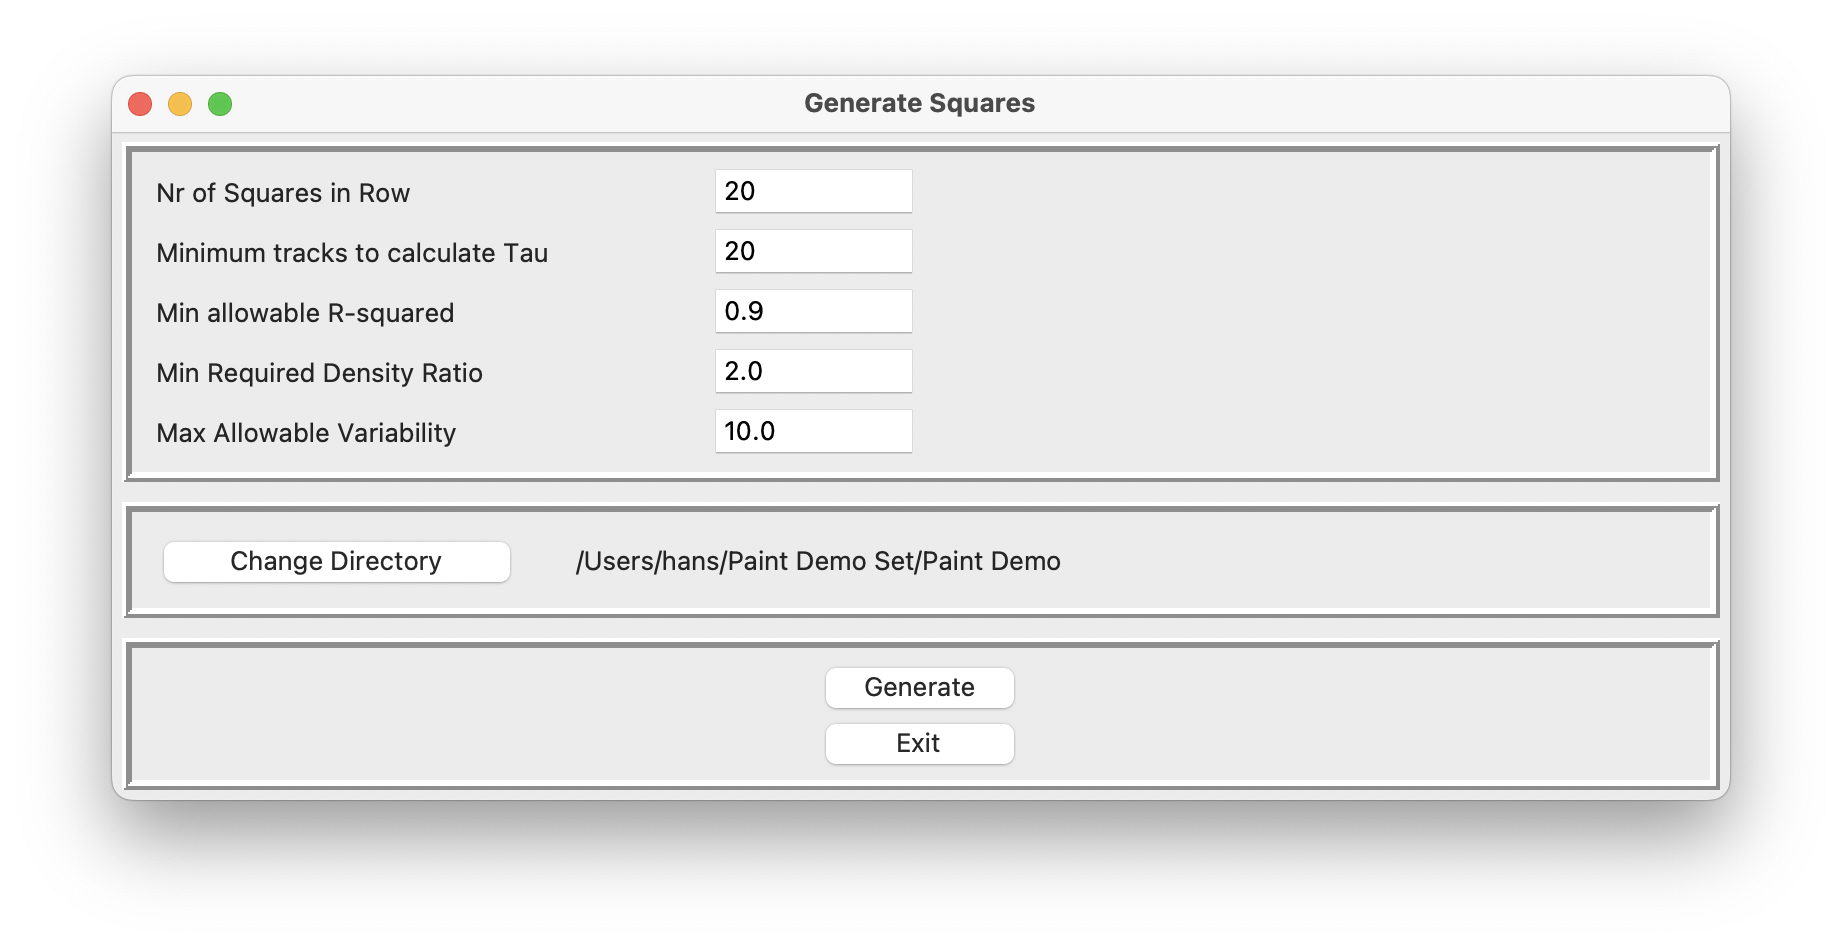 Generate Squares
Nr of Squares in Row 20
Minimum tracks to calculate Tau 20
Min allowable R-squared 0.9
Min Required Density Ratio 2.0
Max Allowable Variability 10.0
Change Directory /Users/hans/Paint Demo Set/Paint Demo
Generate
Exit